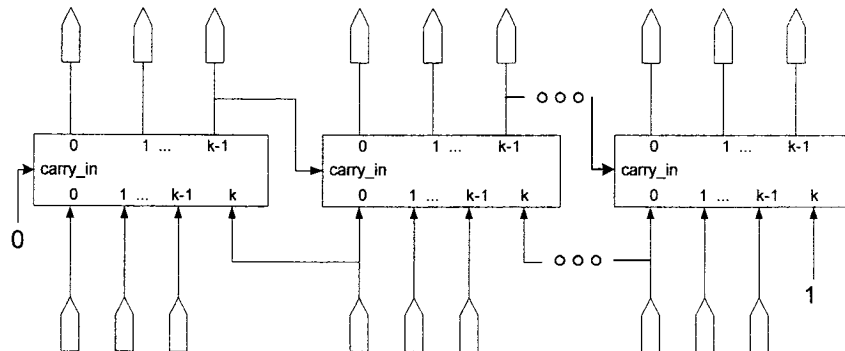 0 1 ... k-1 0 1 ... k-1 0 1 ... k-1
carry_in carry_in carry_in
0 1 ... k-1 k 0 1 ... k-1 k 0 1 ... k-1 k
0
1